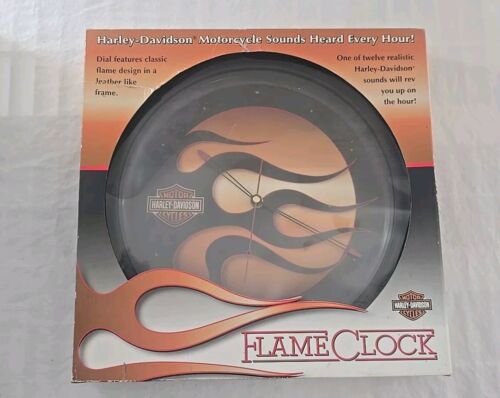 Harley-Davidson® Motorcycle Sounds Heard Every Hour!
Dial features classic
flame design in a
leather like
frame.
One of twelve realistic
Harley-Davidson®
sounds will rev
you up on
the hour!
MOTOR
HARLEY-DAVIDSON
CYCLES
MOTOR
HARLEY-DAVIDSON
CYCLES
FLAME CLOCK